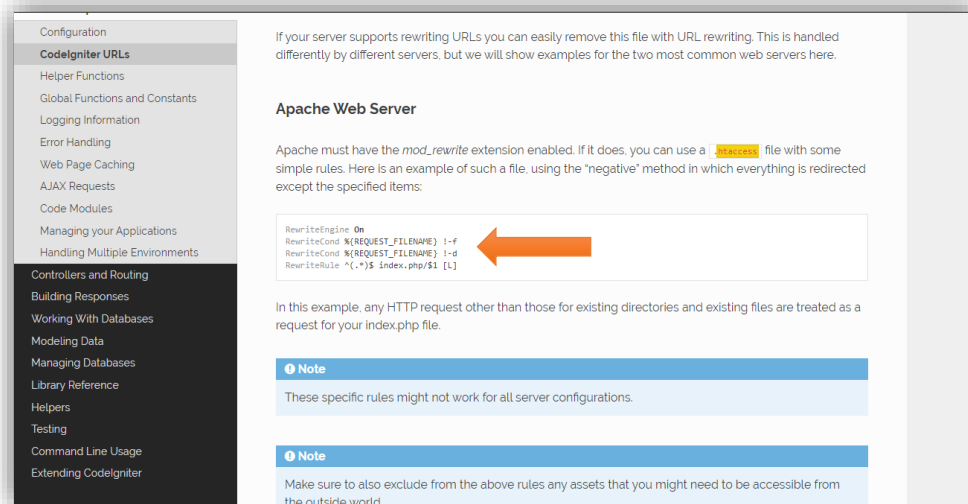 Configuration
CodeIgniter URLs
Helper Functions
Global Functions and Constants
Logging Information
Error Handling
Web Page Caching
AJAX Requests
Code Modules
Managing your Applications
Handling Multiple Environments
Controllers and Routing
Building Responses
Working With Databases
Modeling Data
Managing Databases
Library Reference
Helpers
Testing
Command Line Usage
Extending CodeIgniter
If your server supports rewriting URLs you can easily remove this file with URL rewriting. This is handled
differently by different servers, but we will show examples for the two most common web servers here.
Apache Web Server
Apache must have the mod_rewrite extension enabled. If it does, you can use a .htaccess file with some
simple rules. Here is an example of such a file, using the “negative” method in which everything is redirected
except the specified items:
RewriteEngine On
RewriteCond %{REQUEST_FILENAME} !-f
RewriteCond %{REQUEST_FILENAME} !-d
RewriteRule ^(.*)$ index.php/$1 [L]
In this example, any HTTP request other than those for existing directories and existing files are treated as a
request for your index.php file.
Note
These specific rules might not work for all server configurations.
Note
Make sure to also exclude from the above rules any assets that you might need to be accessible from
the outside world